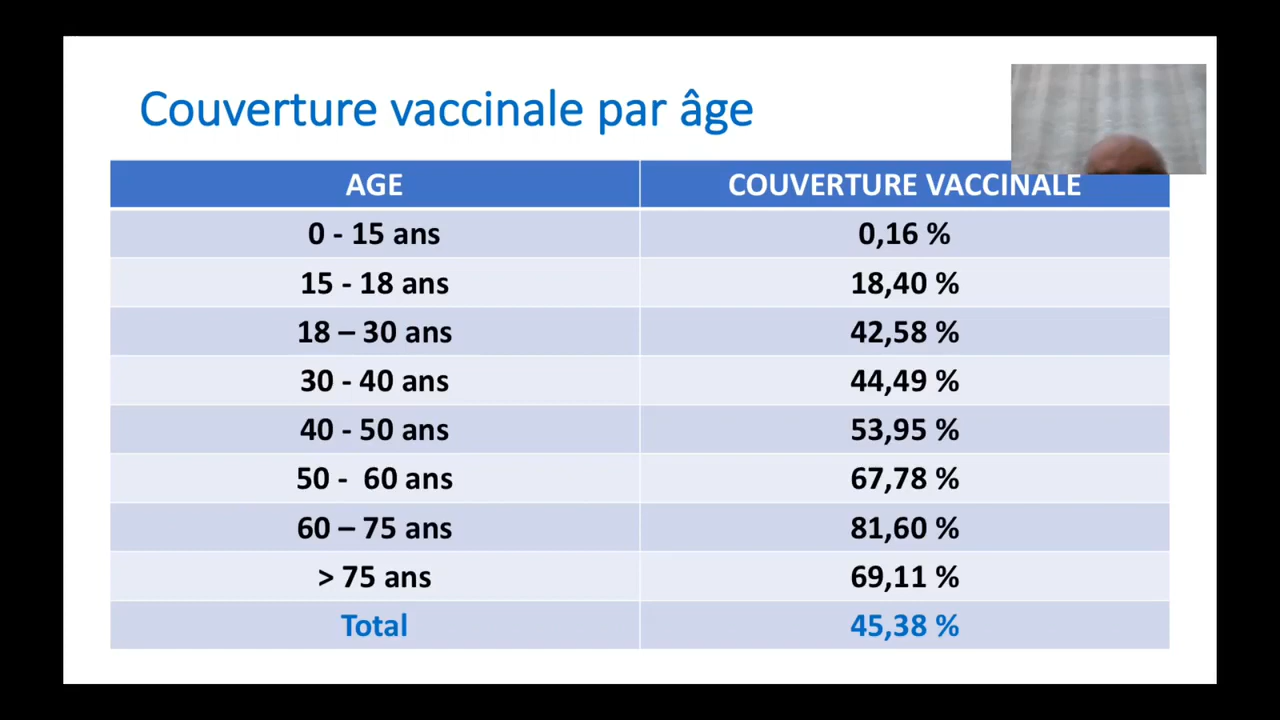 Couverture vaccinale par âge
AGE COUVERTURE VACCINALE
0 - 15 ans 0,16 %
15 - 18 ans 18,40 %
18 – 30 ans 42,58 %
30 - 40 ans 44,49 %
40 - 50 ans 53,95 %
50 - 60 ans 67,78 %
60 – 75 ans 81,60 %
> 75 ans 69,11 %
Total 45,38 %